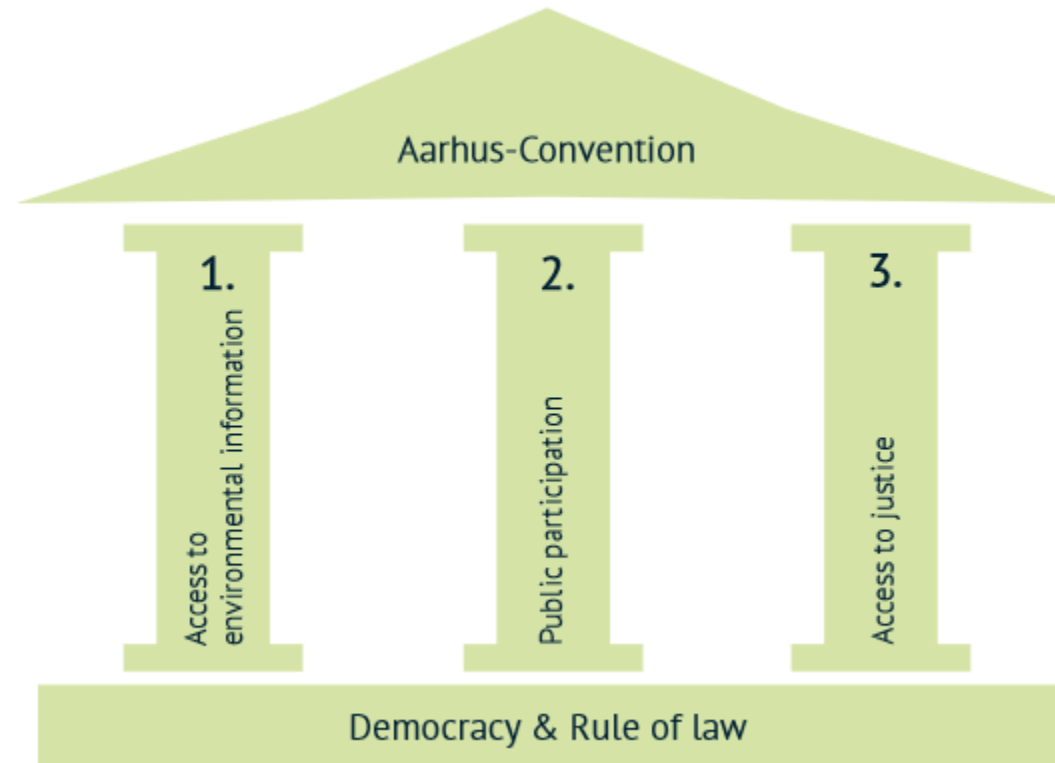 Aarhus-Convention
1.
Access to
environmental information
2.
Public participation
3.
Access to justice
Democracy & Rule of law